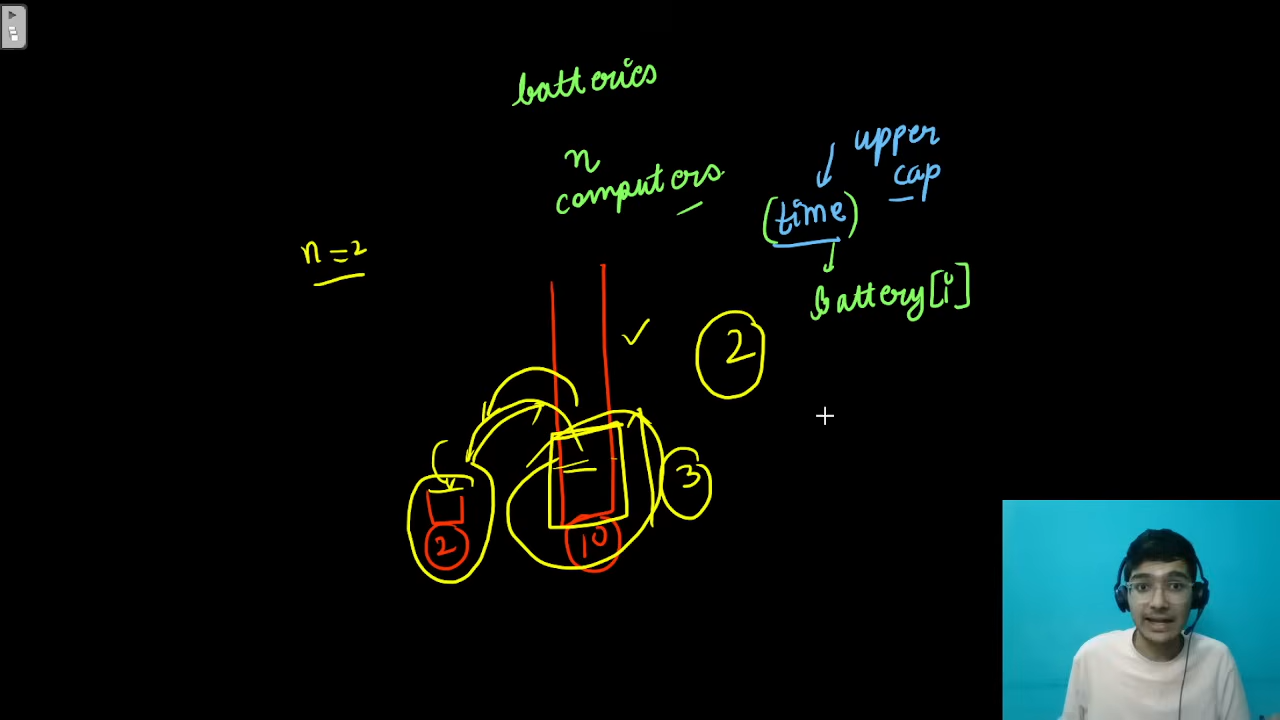 batteries
n
computers
upper
cap
(time)
n=2
battery[i]
2
3
2
10